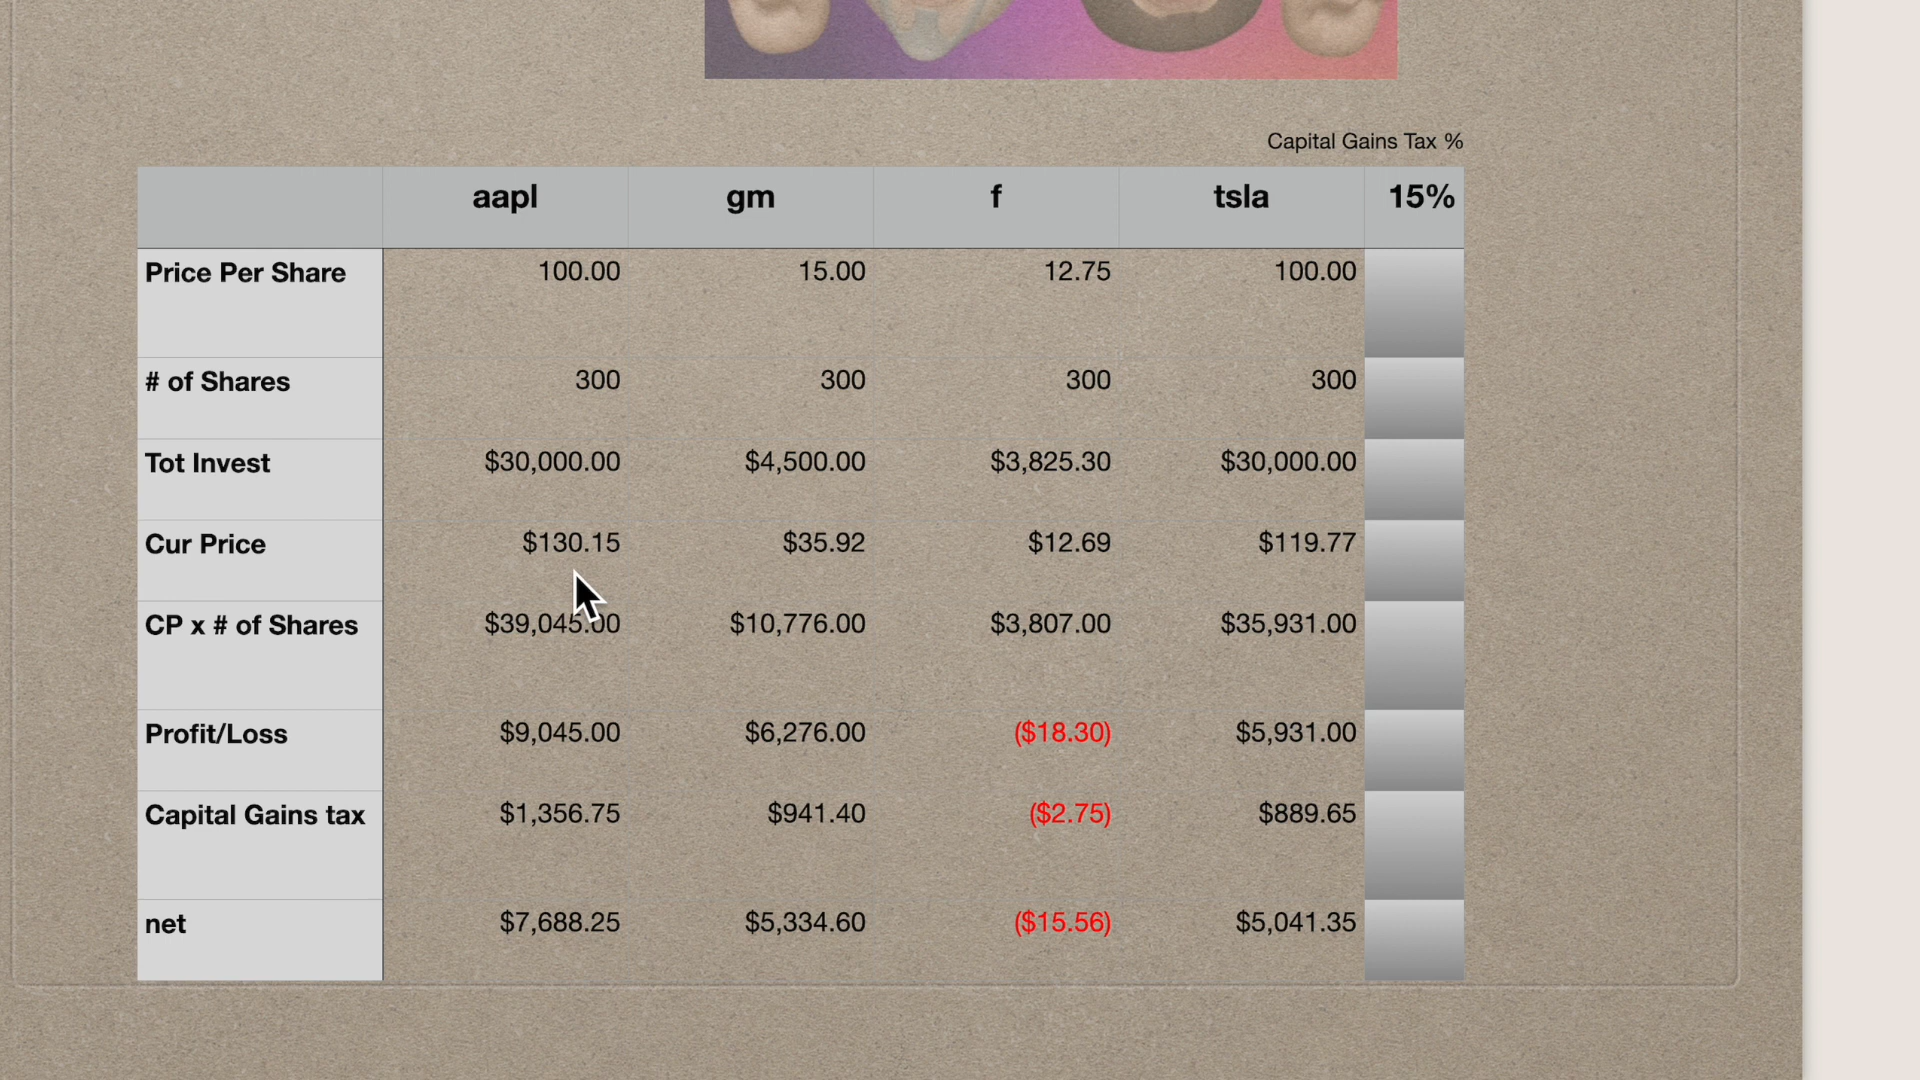 Capital Gains Tax %
aapl gm f tsla 15%
Price Per Share 100.00 15.00 12.75 100.00
# of Shares 300 300 300 300
Tot Invest $30,000.00 $4,500.00 $3,825.30 $30,000.00
Cur Price $130.15 $35.92 $12.69 $119.77
CP x # of Shares $39,045.00 $10,776.00 $3,807.00 $35,931.00
Profit/Loss $9,045.00 $6,276.00 ($18.30) $5,931.00
Capital Gains tax $1,356.75 $941.40 ($2.75) $889.65
net $7,688.25 $5,334.60 ($15.56) $5,041.35